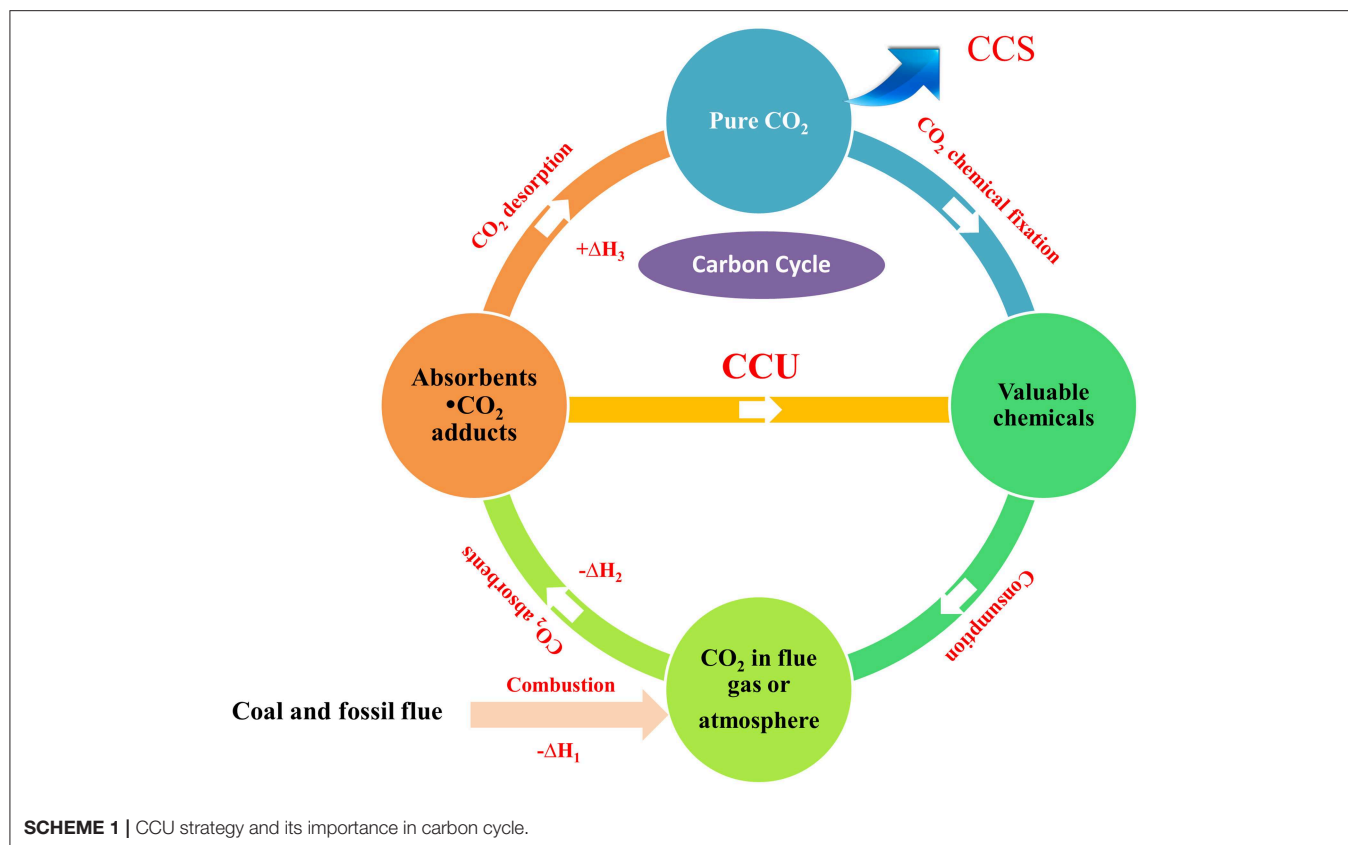 CCS
Pure CO₂
CO₂ desorption
CO₂ chemical fixation
+ΔH₃
Carbon Cycle
Absorbents
•CO₂
adducts
CCU
Valuable
chemicals
CO₂ absorbents
-ΔH₂
Consumption
CO₂ in flue
gas or
atmosphere
Combustion
Coal and fossil flue
-ΔH₁
SCHEME 1 | CCU strategy and its importance in carbon cycle.